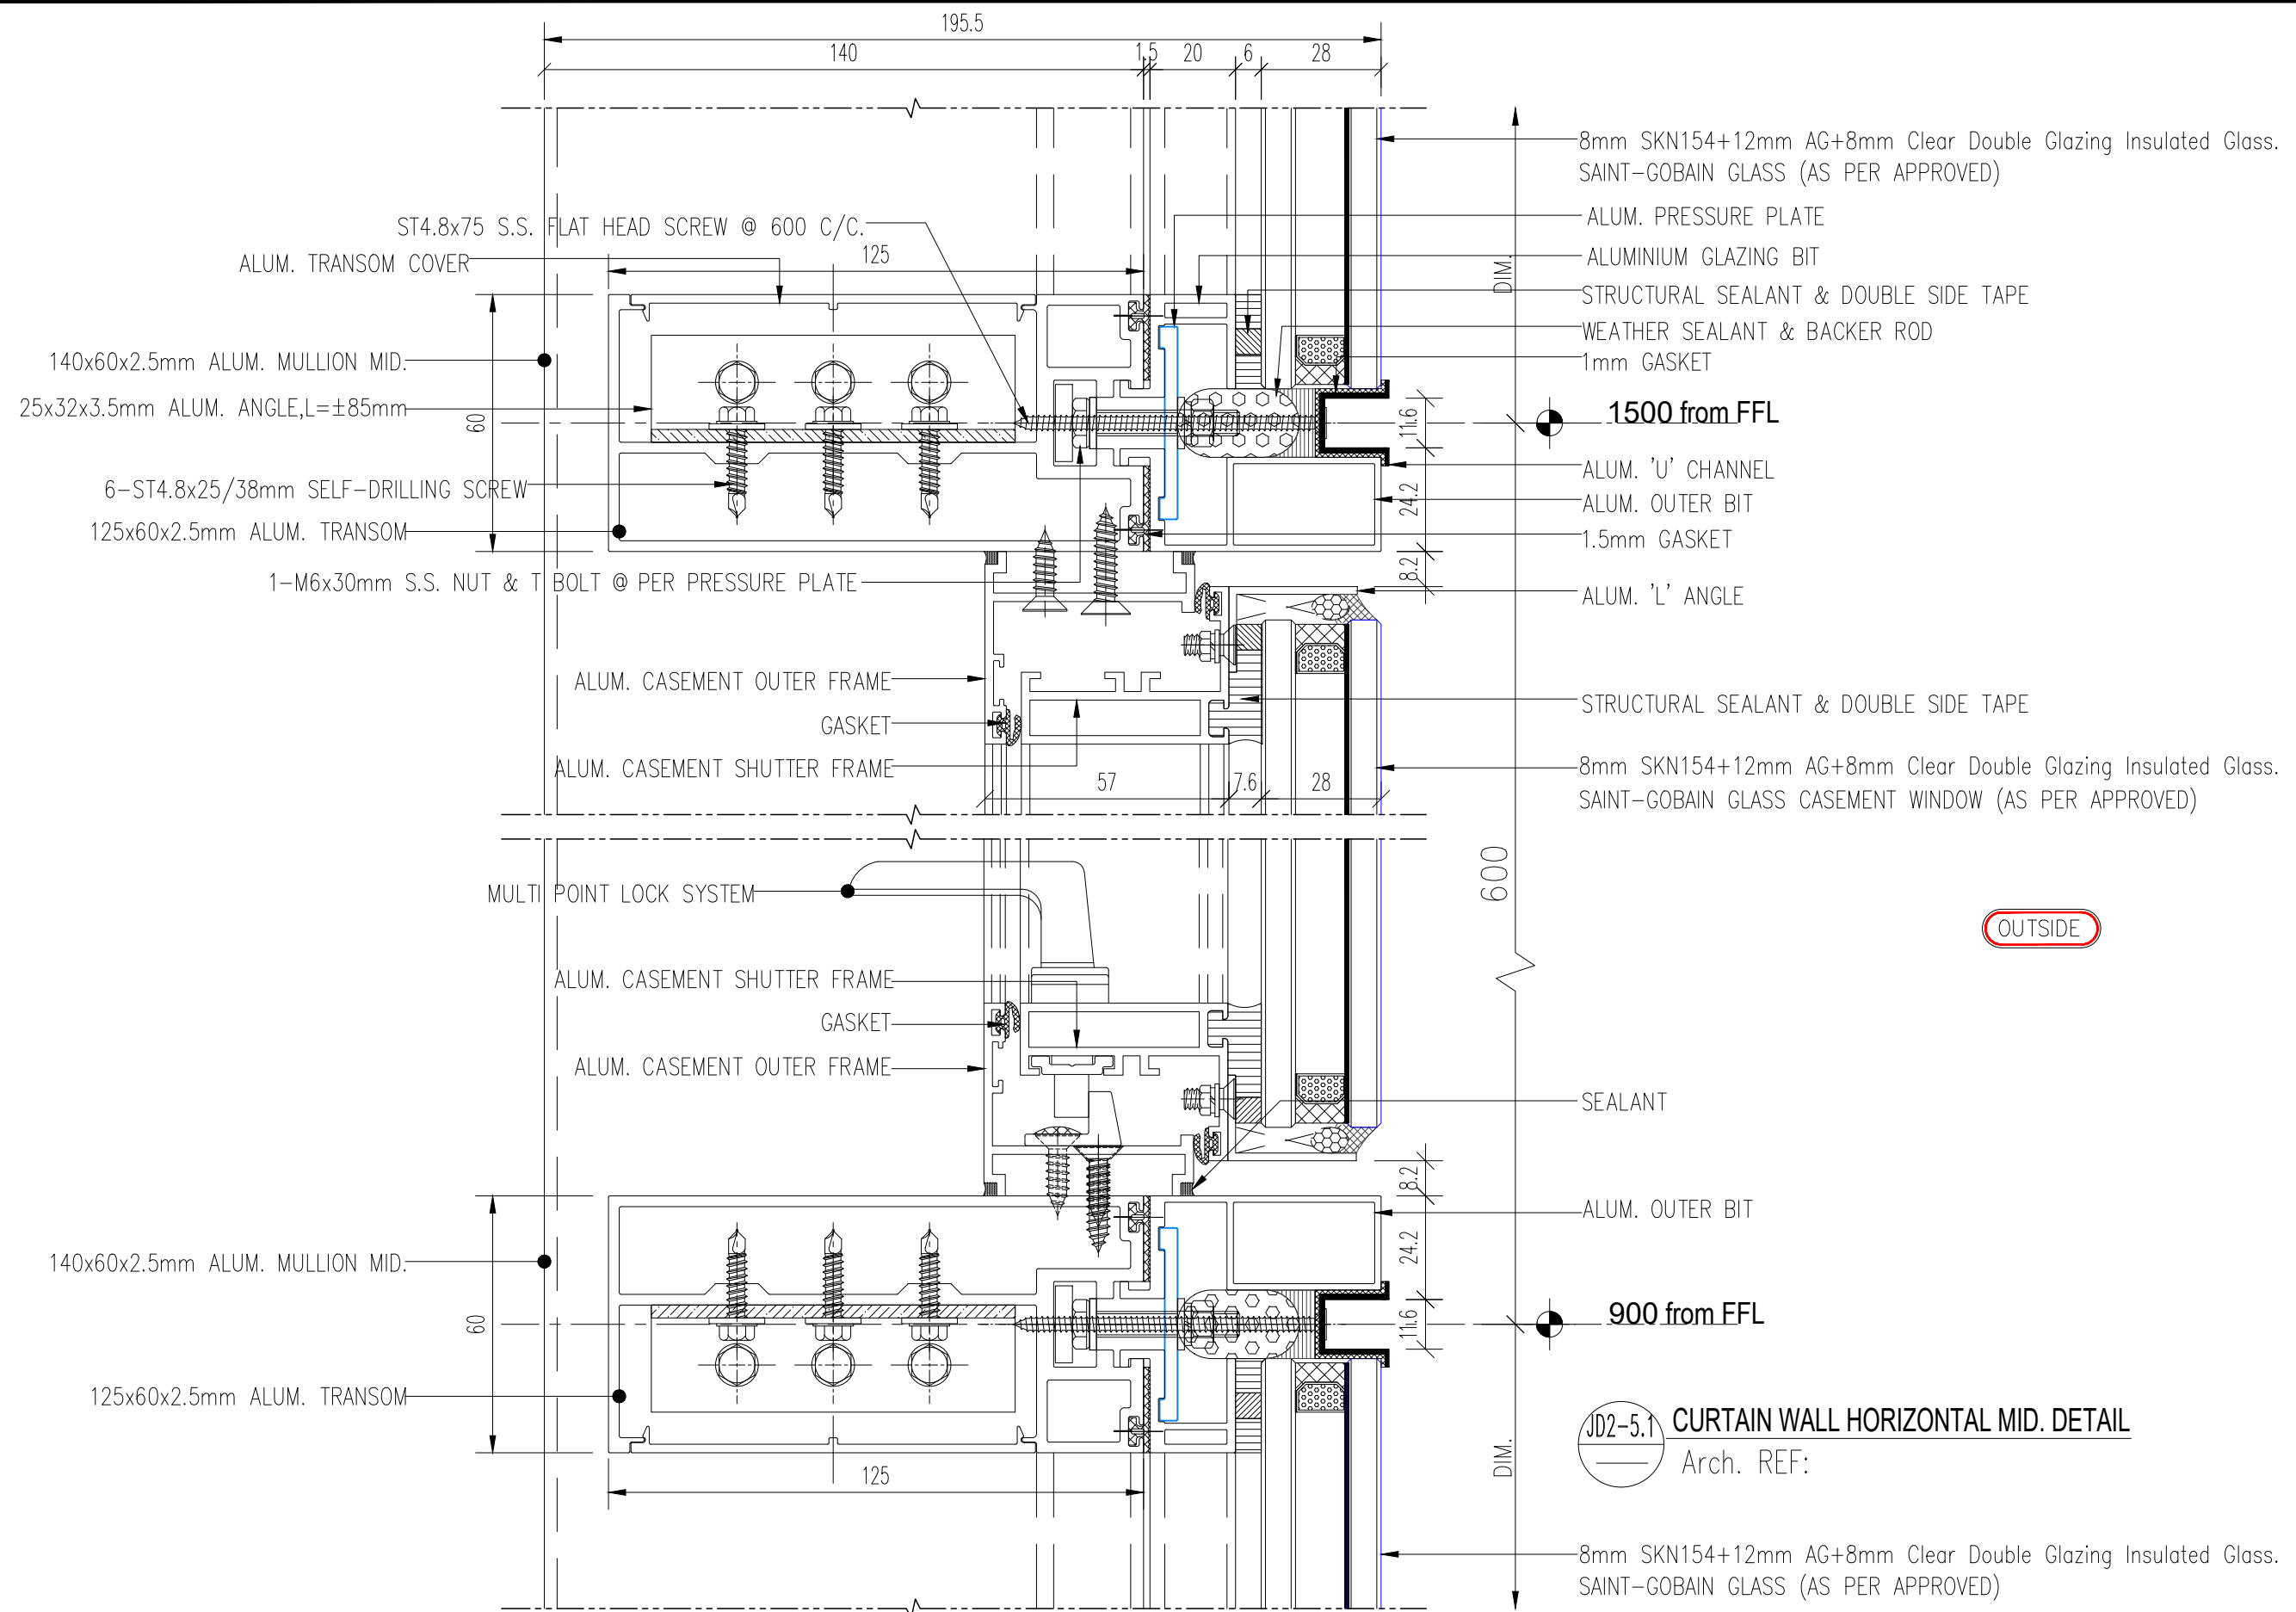 195.5
140
1.5
20
6
28
8mm SKN154+12mm AG+8mm Clear Double Glazing Insulated Glass.
SAINT-GOBAIN GLASS (AS PER APPROVED)
ST4.8x75 S.S. FLAT HEAD SCREW @ 600 C/C.
ALUM. PRESSURE PLATE
125
ALUM. TRANSOM COVER
ALUMINIUM GLAZING BIT
DIM.
STRUCTURAL SEALANT & DOUBLE SIDE TAPE
WEATHER SEALANT & BACKER ROD
140x60x2.5mm ALUM. MULLION MID.
1mm GASKET
25x32x3.5mm ALUM. ANGLE,L=±85mm
60
11.6
1500 from FFL
ALUM. 'U' CHANNEL
6-ST4.8x25/38mm SELF-DRILLING SCREW
24.2
ALUM. OUTER BIT
125x60x2.5mm ALUM. TRANSOM
1.5mm GASKET
1-M6x30mm S.S. NUT & T BOLT @ PER PRESSURE PLATE
8.2
ALUM. 'L' ANGLE
ALUM. CASEMENT OUTER FRAME
STRUCTURAL SEALANT & DOUBLE SIDE TAPE
GASKET
ALUM. CASEMENT SHUTTER FRAME
57
7.6
28
8mm SKN154+12mm AG+8mm Clear Double Glazing Insulated Glass.
SAINT-GOBAIN GLASS CASEMENT WINDOW (AS PER APPROVED)
600
MULTI POINT LOCK SYSTEM
OUTSIDE
ALUM. CASEMENT SHUTTER FRAME
GASKET
ALUM. CASEMENT OUTER FRAME
SEALANT
8.2
ALUM. OUTER BIT
24.2
140x60x2.5mm ALUM. MULLION MID.
60
11.6
900 from FFL
125x60x2.5mm ALUM. TRANSOM
JD2-5.1
CURTAIN WALL HORIZONTAL MID. DETAIL
Arch. REF:
DIM.
125
8mm SKN154+12mm AG+8mm Clear Double Glazing Insulated Glass.
SAINT-GOBAIN GLASS (AS PER APPROVED)